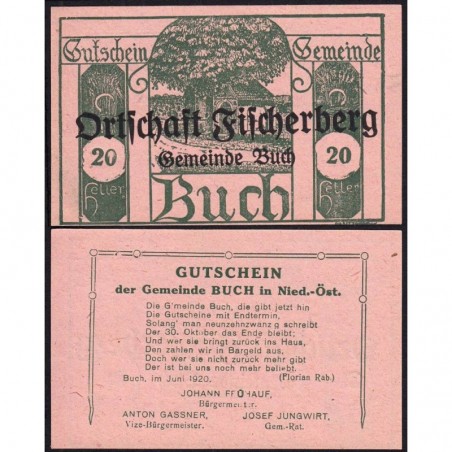 Gutschein Gemeinde
Ortschaft Fischerberg
20 Gemeinde Buch 20
Heller Heller
Buch
GUTSCHEIN
der Gemeinde BUCH in Nied.-Öst.
Die G'meinde Buch, die gibt jetzt hin
Die Gutscheine mit Endtermin,
Solang' man neunzehnzwanz g schreibt
Der 30. Oktober das Ende bleibt;
Und wer sie bringt zurück ins Haus,
Den zahlen wir in Bargeld aus,
Doch wer sie nicht zurück mehr gibt
Der ist bei uns noch mehr beliebt.
Buch, im Juni 1920. (Florian Rab.)
JOHANN
Bürgermeister.
ANTON GASSNER, JOSEF JUNGWIRT,
Vize-Bürgermeister. Gem.-Rat.